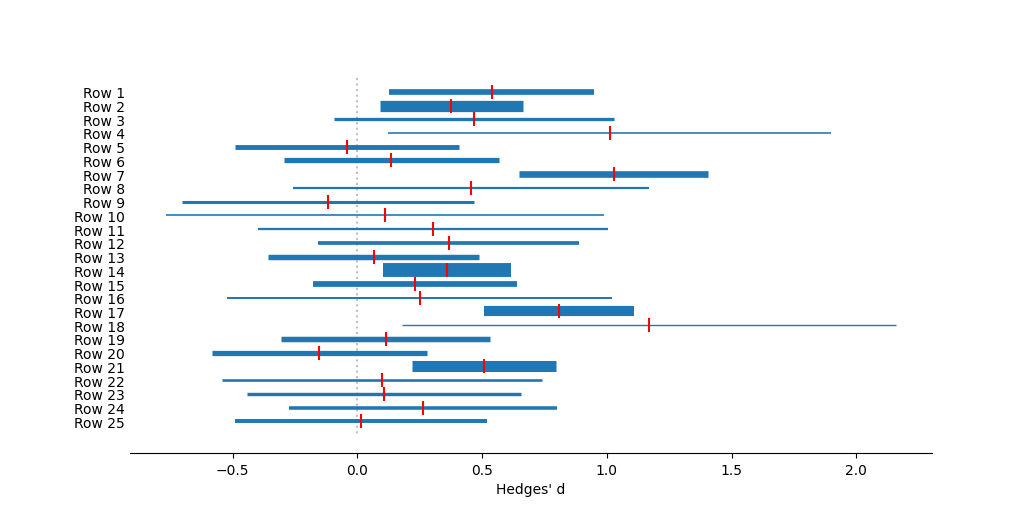 Row 1
Row 2
Row 3
Row 4
Row 5
Row 6
Row 7
Row 8
Row 9
Row 10
Row 11
Row 12
Row 13
Row 14
Row 15
Row 16
Row 17
Row 18
Row 19
Row 20
Row 21
Row 22
Row 23
Row 24
Row 25
−0.5 0.0 0.5 1.0 1.5 2.0
Hedges' d